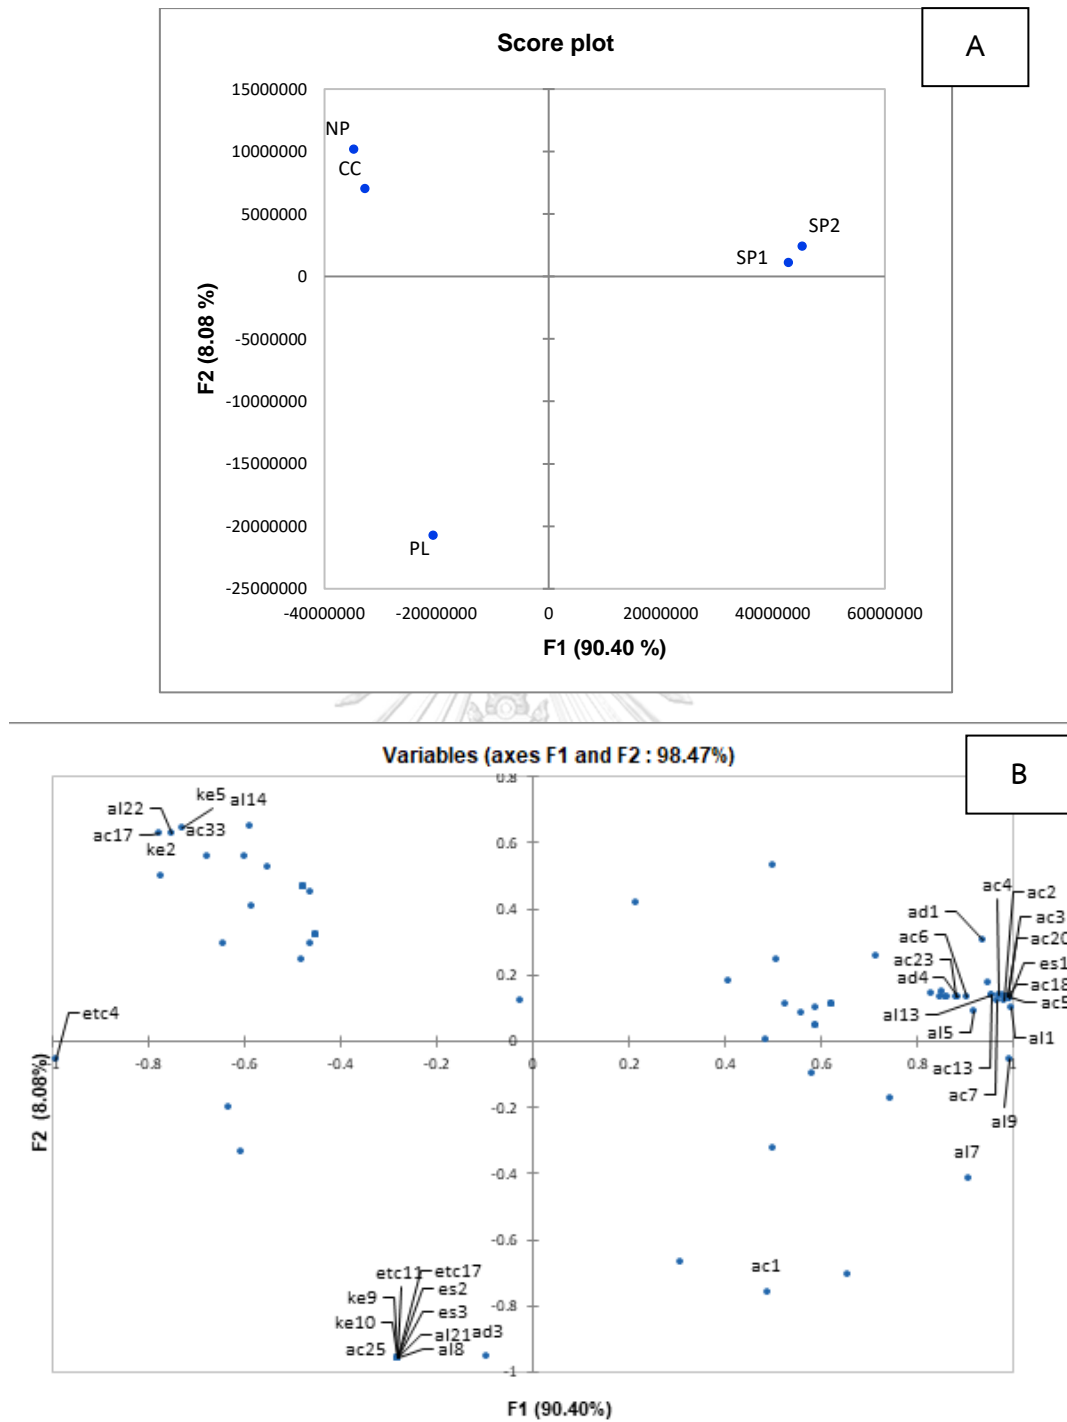 Score plot
A
15000000
NP
10000000
CC
5000000
SP2
SP1
0
-5000000
-10000000
-15000000
-20000000
PL
-25000000
F2 (8.08 %)
-40000000 -20000000 0 20000000 40000000 60000000
F1 (90.40 %)
Variables (axes F1 and F2 : 98.47%)
B
0.8
ke5 al14
al22
ac17 ac33
ke2
0.6
0.4
ac4 ac2
ad1 ac3
ac6 ac20
ac23 es1
0.2
ad4 ac18
etc4 al13 ac5
al5 al1
0
-1 -0.8 -0.6 -0.4 -0.2 0 0.2 0.4 0.6 0.8 1
ac13
ac7
-0.2
al9
al7
-0.4
F2 (8.08%)
-0.6
etc11 etc17 ac1
ke9 es2
-0.8
ke10 es3
al21 ad3
ac25 al8
-1
F1 (90.40%)